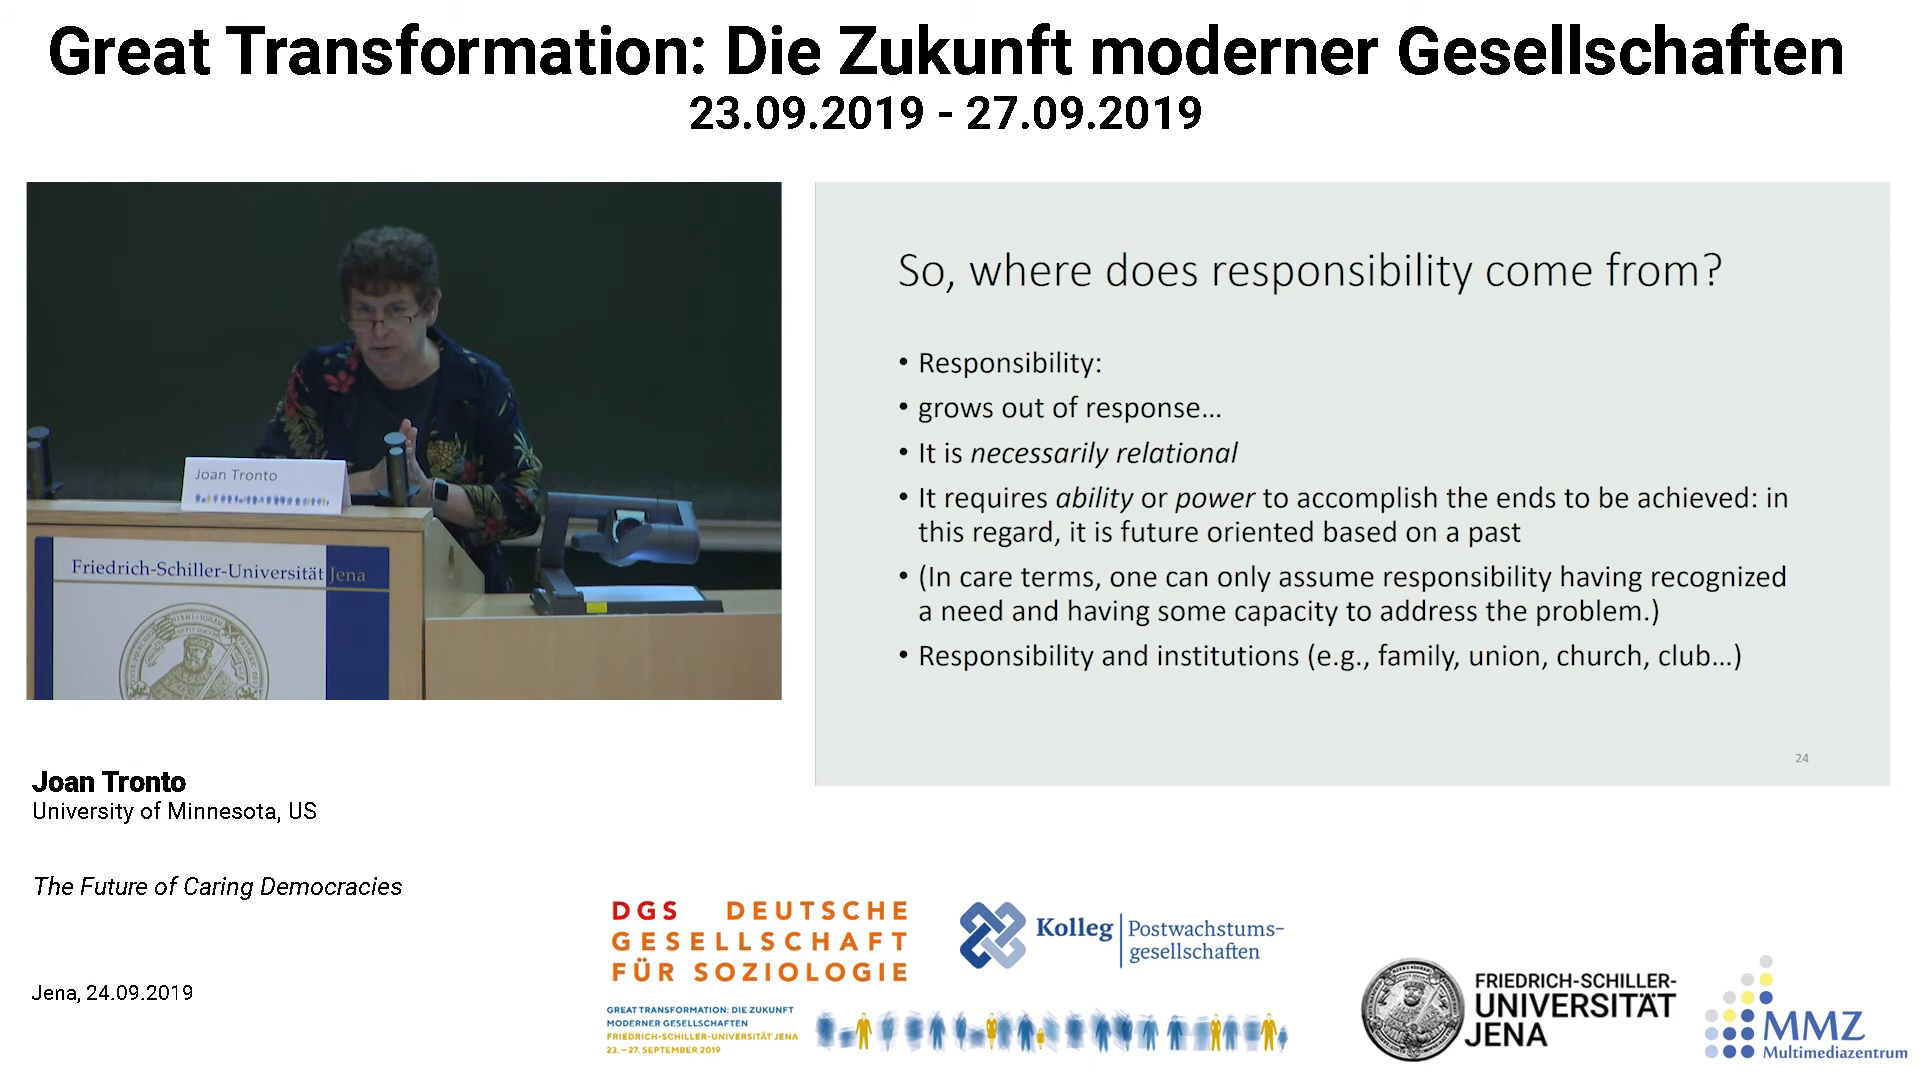 Great Transformation: Die Zukunft moderner Gesellschaften
23.09.2019 - 27.09.2019
Joan Tronto
Friedrich-Schiller-Universität Jena
So, where does responsibility come from?
• Responsibility:
• grows out of response…
• It is necessarily relational
• It requires ability or power to accomplish the ends to be achieved: in
this regard, it is future oriented based on a past
• (In care terms, one can only assume responsibility having recognized
a need and having some capacity to address the problem.)
• Responsibility and institutions (e.g., family, union, church, club…)
24
Joan Tronto
University of Minnesota, US
The Future of Caring Democracies
Jena, 24.09.2019
DGS DEUTSCHE
GESELLSCHAFT
FÜR SOZIOLOGIE
Kolleg Postwachstums-
gesellschaften
GREAT TRANSFORMATION: DIE ZUKUNFT
MODERNER GESELLSCHAFTEN
FRIEDRICH-SCHILLER-UNIVERSITÄT JENA
23.–27. SEPTEMBER 2019
FRIEDRICH-SCHILLER-
UNIVERSITÄT
JENA
MMZ
Multimediazentrum